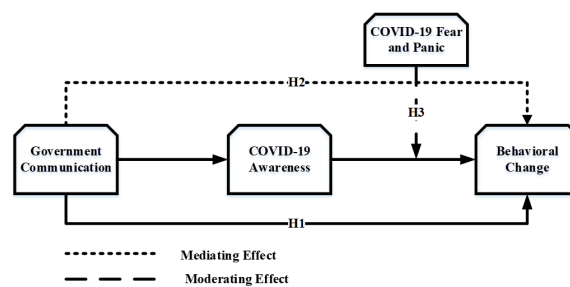 COVID-19 Fear
and Panic
H2
H3
Government
Communication
COVID-19
Awareness
Behavioral
Change
H1
Mediating Effect
Moderating Effect